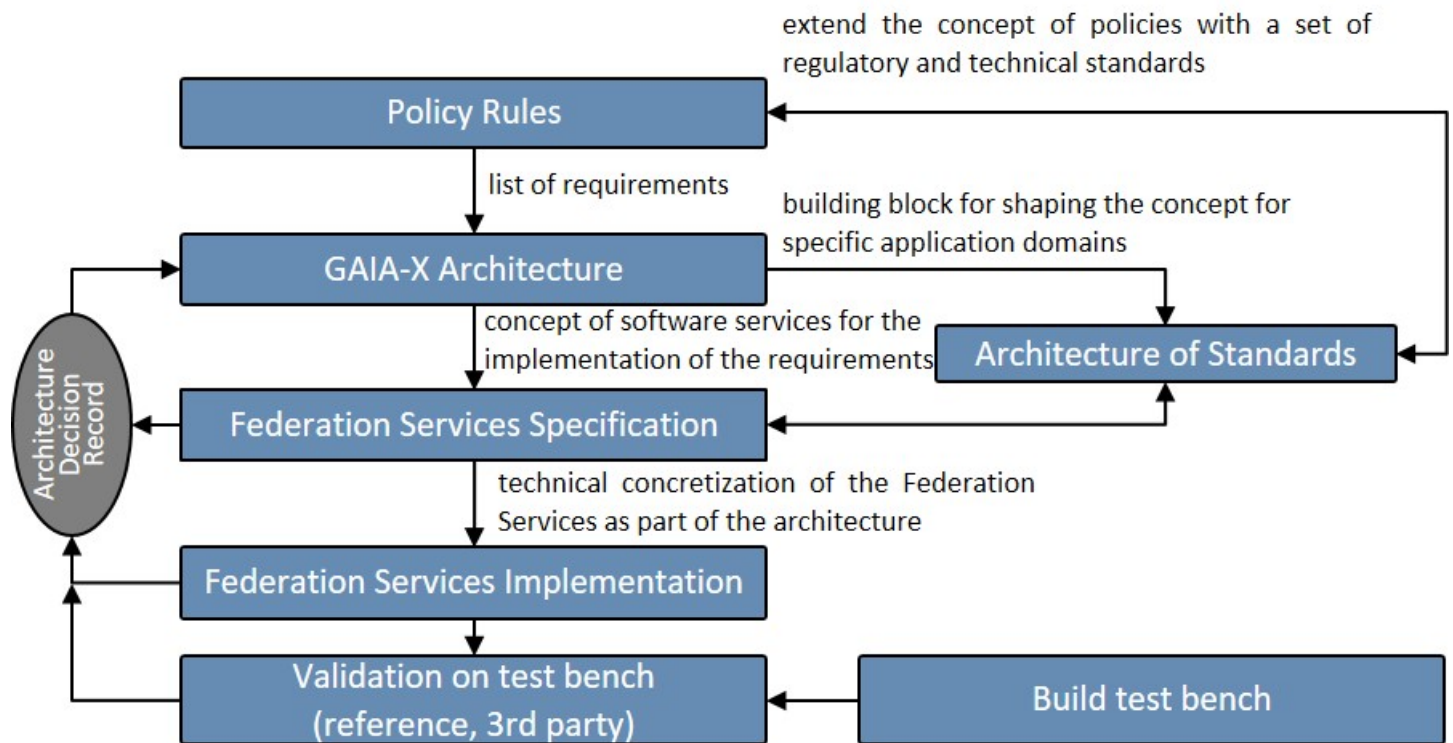 extend the concept of policies with a set of
regulatory and technical standards
Policy Rules
list of requirements
building block for shaping the concept for
specific application domains
GAIA-X Architecture
concept of software services for the
implementation of the requirements
Architecture of Standards
Architecture
Decision
Record
Federation Services Specification
technical concretization of the Federation
Services as part of the architecture
Federation Services Implementation
Validation on test bench
(reference, 3rd party)
Build test bench